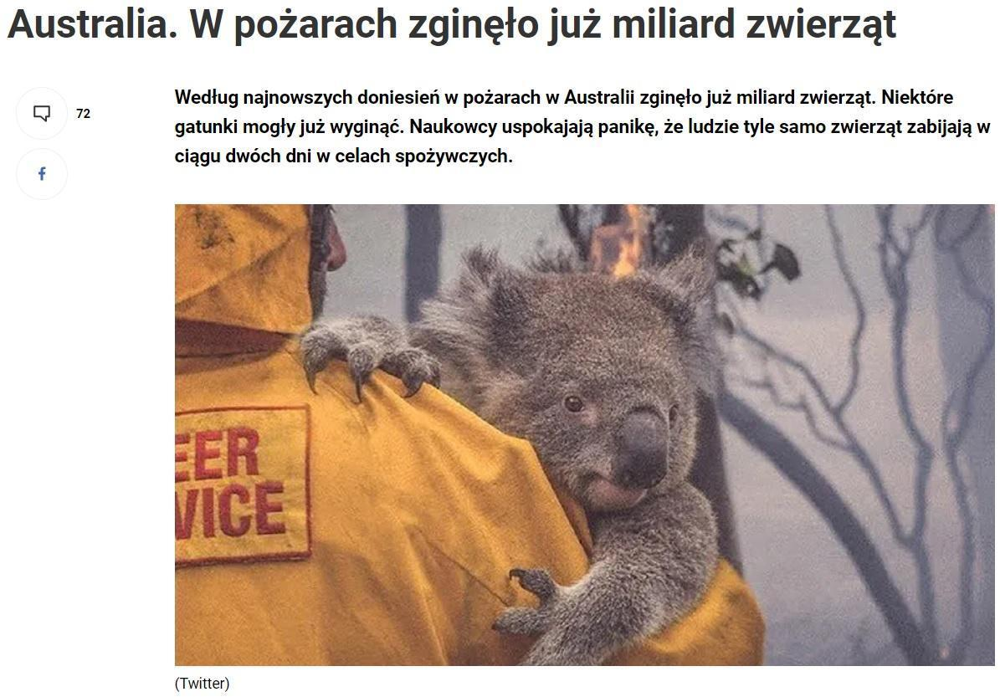 Australia. W pożarach zginęło już miliard zwierząt
72
Według najnowszych doniesień w pożarach w Australii zginęło już miliard zwierząt. Niektóre
gatunki mogły już wyginąć. Naukowcy uspokajają panikę, że ludzie tyle samo zwierząt zabijają w
ciągu dwóch dni w celach spożywczych.
EER
VICE
(Twitter)